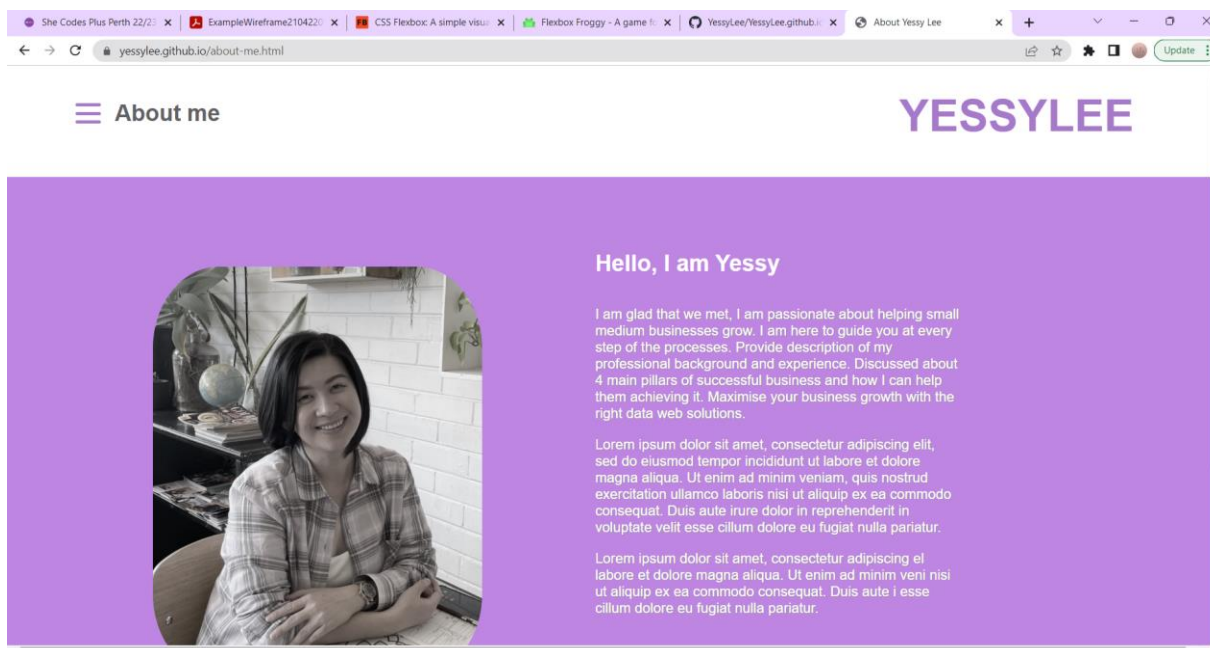 She Codes Plus Perth 22/23
ExampleWireframe2104220
CSS Flexbox: A simple visua
Flexbox Froggy - A game fo
YessyLee/YessyLee.github.i
About Yessy Lee
yessylee.github.io/about-me.html
Update
About me
YESSYLEE
Hello, I am Yessy
I am glad that we met, I am passionate about helping small
medium businesses grow. I am here to guide you at every
step of the processes. Provide description of my
professional background and experience. Discussed about
4 main pillars of successful business and how I can help
them achieving it. Maximise your business growth with the
right data web solutions.
Lorem ipsum dolor sit amet, consectetur adipiscing elit,
sed do eiusmod tempor incididunt ut labore et dolore
magna aliqua. Ut enim ad minim veniam, quis nostrud
exercitation ullamco laboris nisi ut aliquip ex ea commodo
consequat. Duis aute irure dolor in reprehenderit in
voluptate velit esse cillum dolore eu fugiat nulla pariatur.
Lorem ipsum dolor sit amet, consectetur adipiscing el
labore et dolore magna aliqua. Ut enim ad minim veni nisi
ut aliquip ex ea commodo consequat. Duis aute i esse
cillum dolore eu fugiat nulla pariatur.